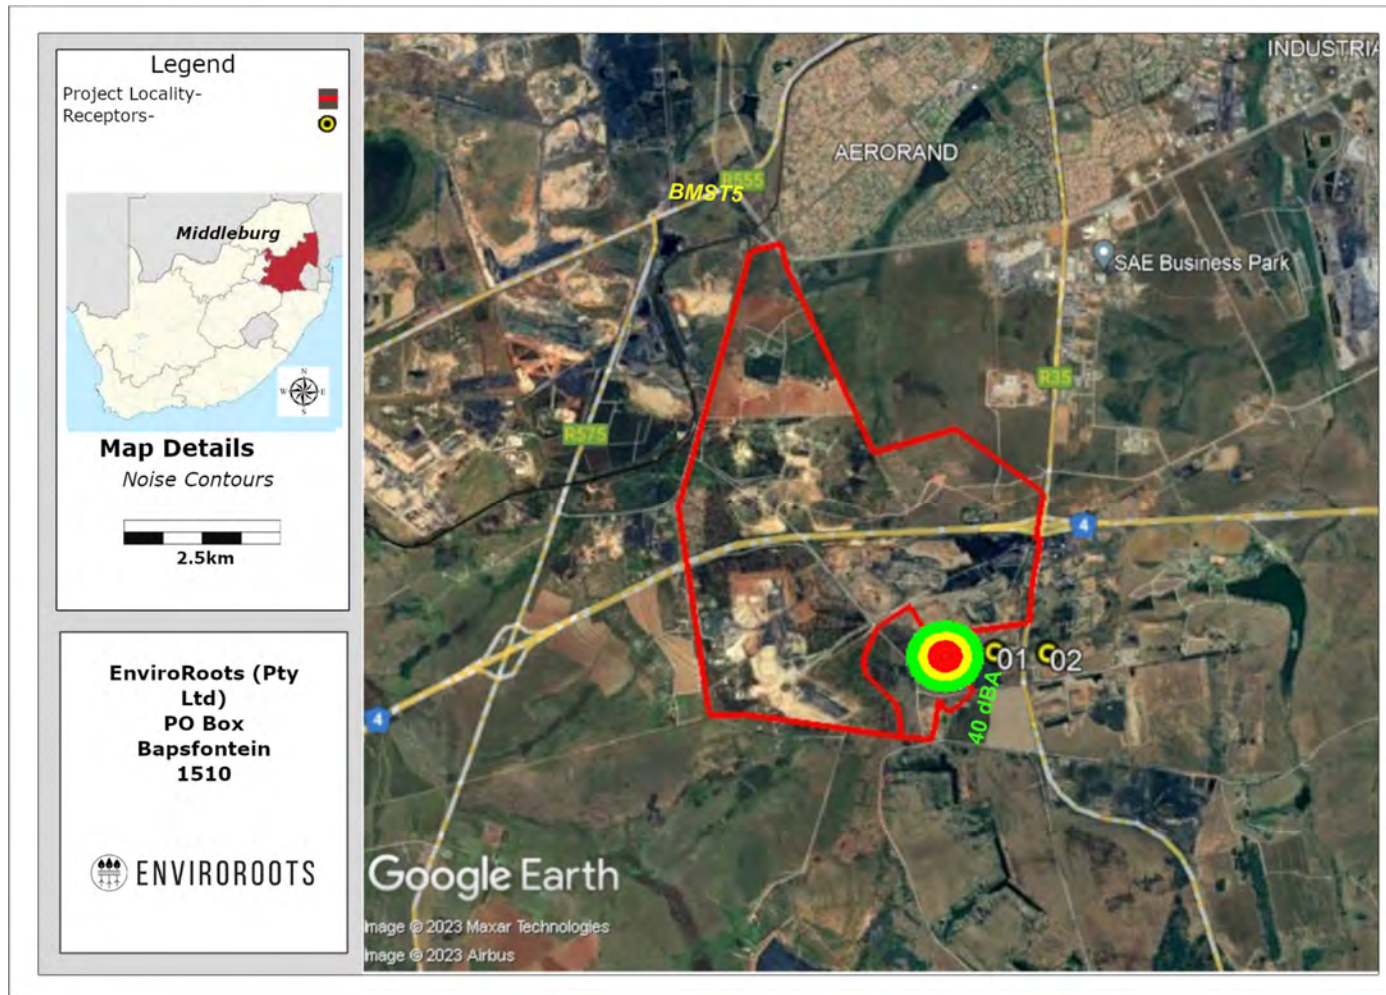 Legend
Project Locality-
Receptors-
Middleburg
N
W E
S
Map Details
Noise Contours
2.5km
EnviroRoots (Pty
Ltd)
PO Box
Bapsfontein
1510
ENVIROROOTS
INDUSTRIA
AERORAND
R555
BMST5
SAE Business Park
R35
R575
4
01
02
40 dBA
4
Google Earth
Image © 2023 Maxar Technologies
Image © 2023 Airbus